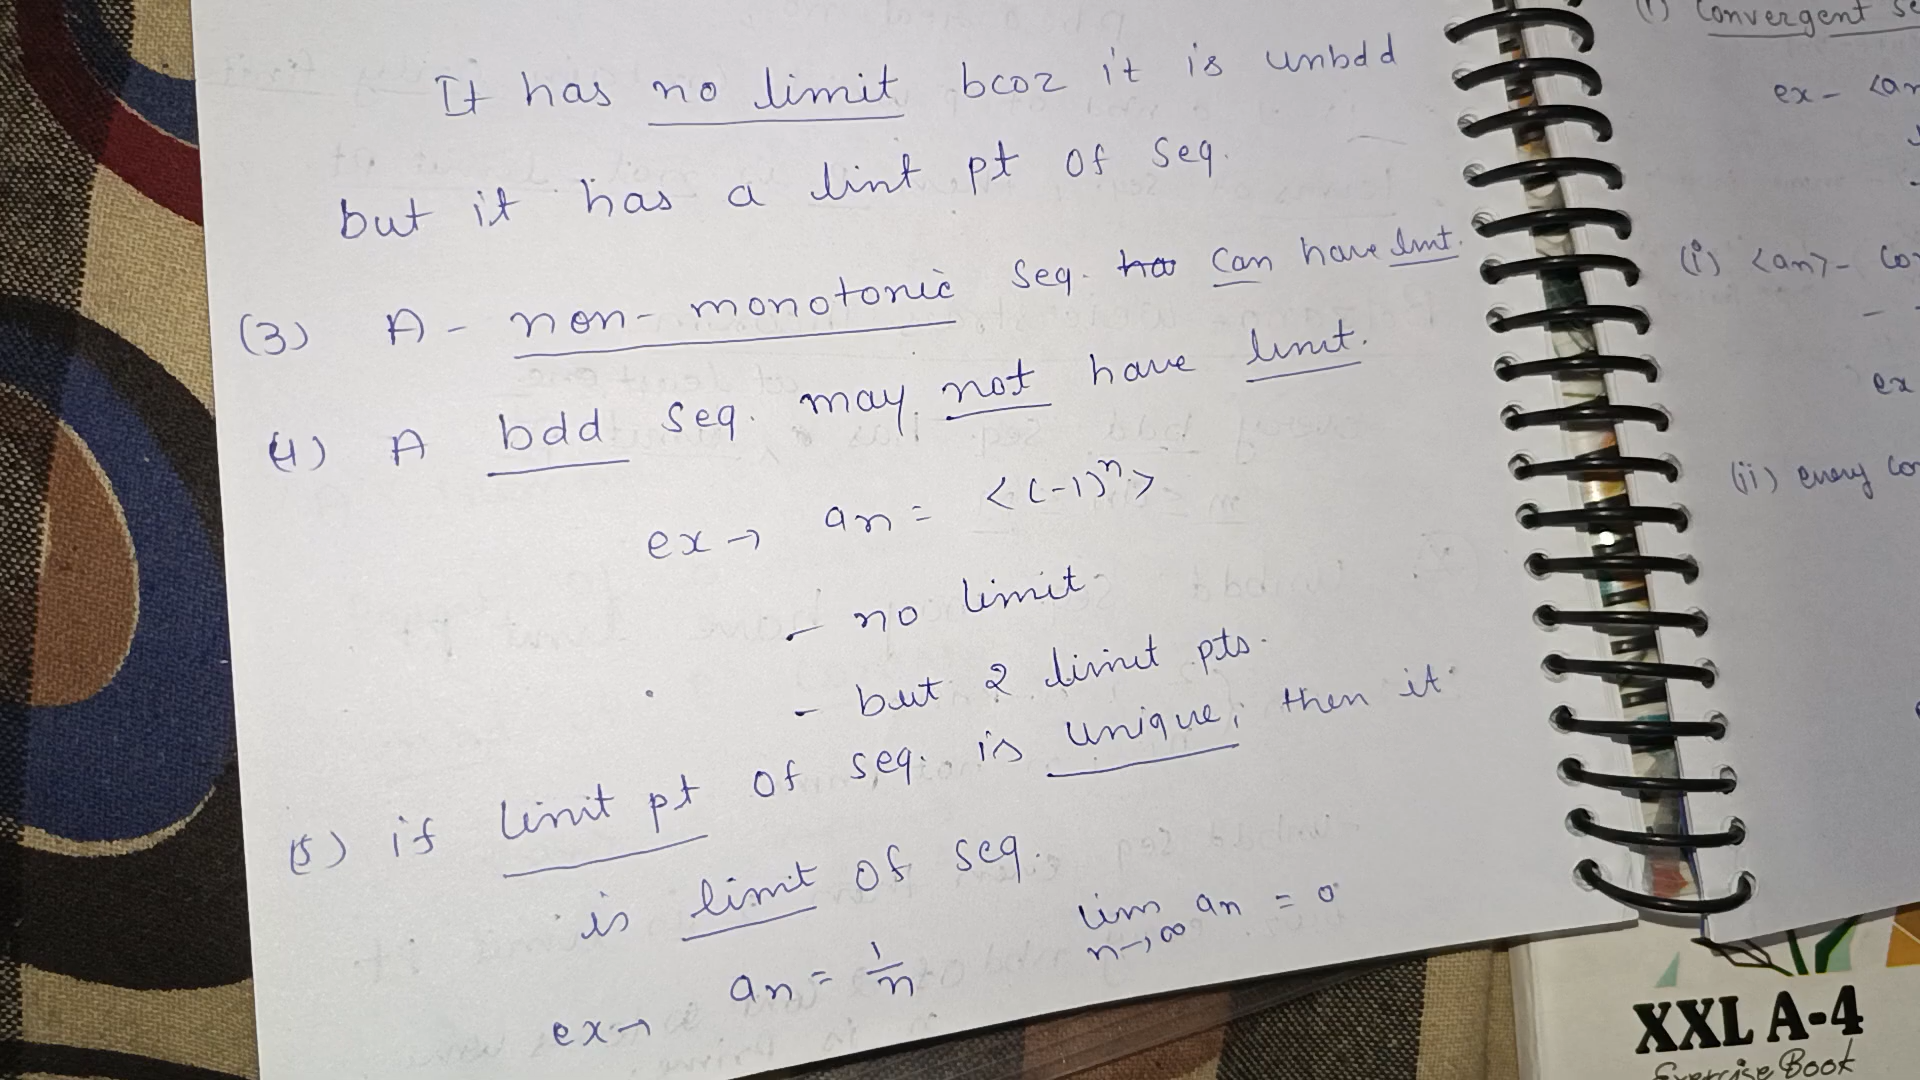 It has no limit bcoz it is unbdd
but it has a limt pt of seq.
(3) A - non-monotonic seq. can have lmt.
(4) A bdd seq. may not have limit.
ex → an = <(-1)ⁿ>
- no limit
- but 2 limit pts.
(5) if limit pt of seq. is unique, then it
is limit of seq.
ex → an = 1/n lim n→∞ an = 0
(i) Convergent
ex - <an
(i) <an> -
ex
(ii) every
XXL A-4
Exercise Book